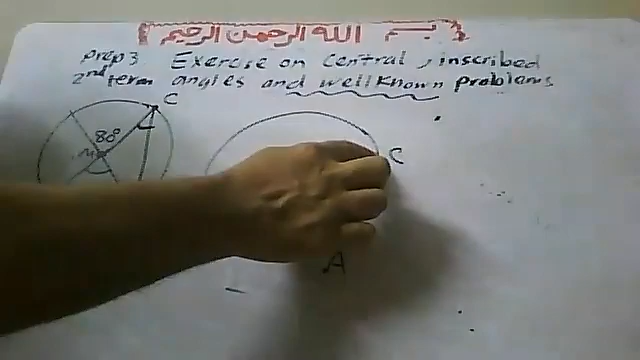 بسم الله الرحمن الرحيم
prep 3 Exercise on central, inscribed
2nd term angles and wellknown problems
C
80°
M
C
A